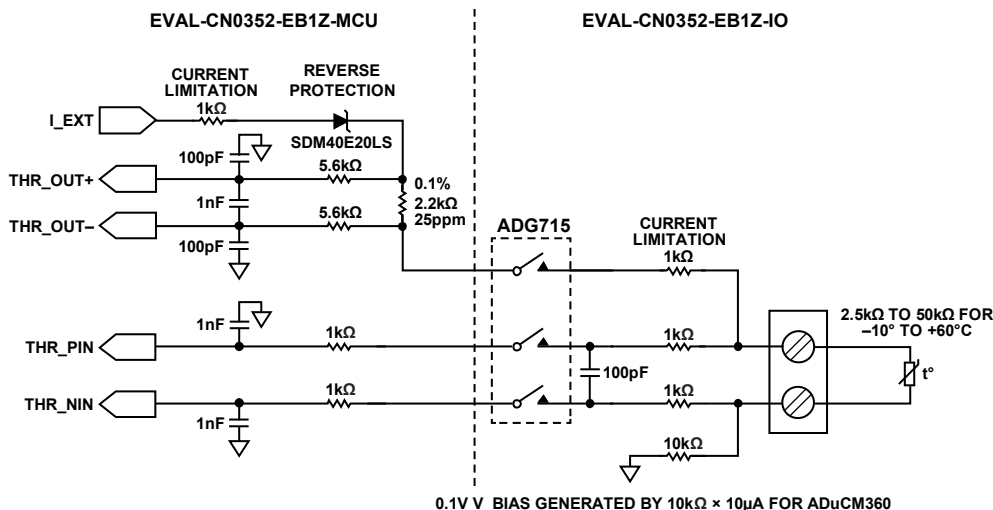 EVAL-CN0352-EB1Z-MCU
EVAL-CN0352-EB1Z-IO
CURRENT
LIMITATION
1kΩ
REVERSE
PROTECTION
I_EXT
SDM40E20LS
100pF
5.6kΩ
THR_OUT+
0.1%
2.2kΩ
25ppm
1nF
5.6kΩ
THR_OUT–
100pF
ADG715
CURRENT
LIMITATION
1kΩ
1nF
1kΩ
1kΩ
THR_PIN
2.5kΩ TO 50kΩ FOR
–10° TO +60°C
100pF
t°
1kΩ
1kΩ
THR_NIN
1nF
10kΩ
0.1V V BIAS GENERATED BY 10kΩ × 10µA FOR ADuCM360